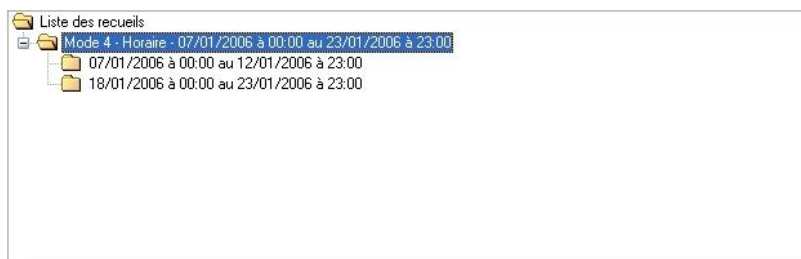 Liste des recueils
Mode 4 - Horaire - 07/01/2006 à 00:00 au 23/01/2006 à 23:00
07/01/2006 à 00:00 au 12/01/2006 à 23:00
18/01/2006 à 00:00 au 23/01/2006 à 23:00